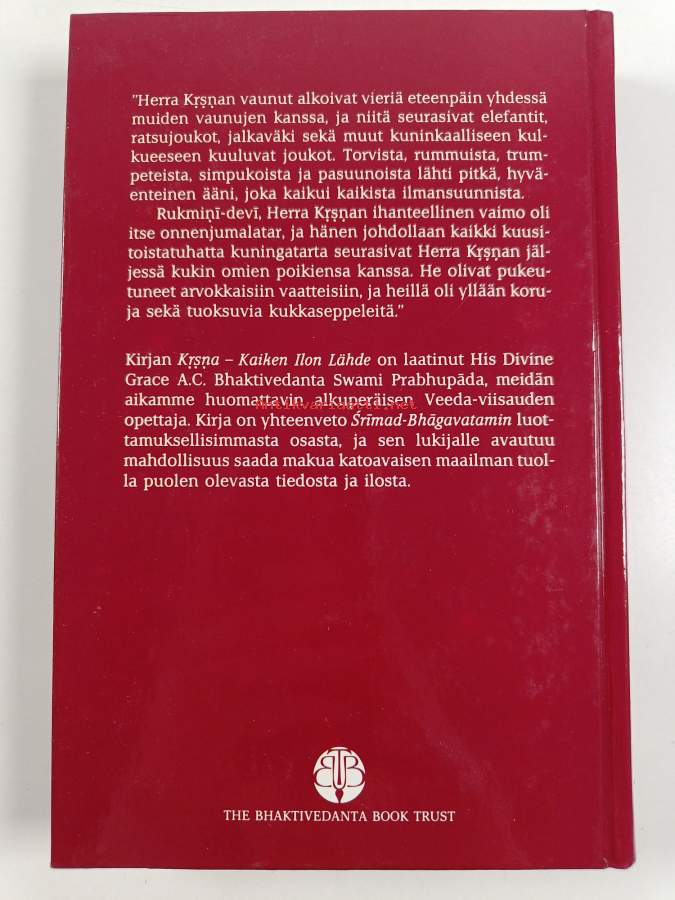 "Herra Kṛṣṇan vaunut alkoivat vieriä eteenpäin yhdessä
muiden vaunujen kanssa, ja niitä seurasivat elefantit,
ratsujoukot, jalkaväki sekä muut kuninkaalliseen kul-
kueeseen kuuluvat joukot. Torvista, rummuista, trum-
peteista, simpukoista ja pasuunoista lähti pitkä, hyvä-
enteinen ääni, joka kaikui kaikista ilmansuunnista.
Rukmiṇī-devī, Herra Kṛṣṇan ihanteellinen vaimo oli
itse onnenjumalatar, ja hänen johdollaan kaikki kuusi-
toistatuhatta kuningatarta seurasivat Herra Kṛṣṇan jäl-
jessä kukin omien poikiensa kanssa. He olivat pukeu-
tuneet arvokkaisiin vaatteisiin, ja heillä oli yllään koru-
ja sekä tuoksuvia kukkaseppeleitä."
Kirjan Kṛṣṇa – Kaiken Ilon Lähde on laatinut His Divine
Grace A.C. Bhaktivedanta Swami Prabhupāda, meidän
aikamme huomattavin alkuperäisen Veeda-viisauden
Antikvariaatti.net
opettaja. Kirja on yhteenveto Śrīmad-Bhāgavatamin luot-
tamuksellisimmasta osasta, ja sen lukijalle avautuu
mahdollisuus saada makua katoavaisen maailman tuol-
la puolen olevasta tiedosta ja ilosta.
BTB
THE BHAKTIVEDANTA BOOK TRUST